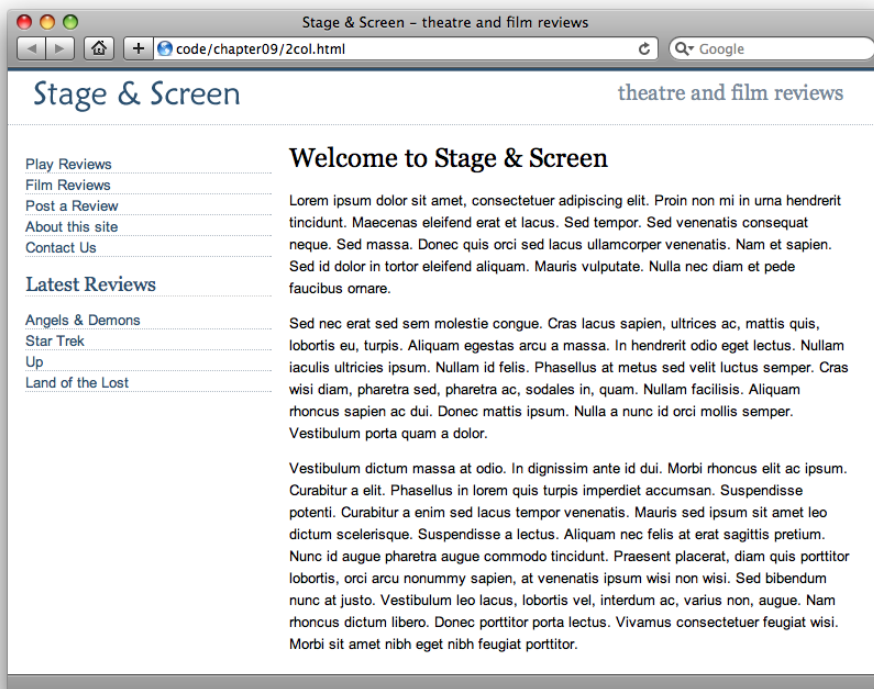 Stage & Screen – theatre and film reviews
code/chapter09/2col.html
Google
Stage & Screen
theatre and film reviews
Play Reviews
Film Reviews
Post a Review
About this site
Contact Us
Latest Reviews
Angels & Demons
Star Trek
Up
Land of the Lost
Welcome to Stage & Screen
Lorem ipsum dolor sit amet, consectetuer adipiscing elit. Proin non mi in urna hendrerit
tincidunt. Maecenas eleifend erat et lacus. Sed tempor. Sed venenatis consequat
neque. Sed massa. Donec quis orci sed lacus ullamcorper venenatis. Nam et sapien.
Sed id dolor in tortor eleifend aliquam. Mauris vulputate. Nulla nec diam et pede
faucibus ornare.
Sed nec erat sed sem molestie congue. Cras lacus sapien, ultrices ac, mattis quis,
lobortis eu, turpis. Aliquam egestas arcu a massa. In hendrerit odio eget lectus. Nullam
iaculis ultricies ipsum. Nullam id felis. Phasellus at metus sed velit luctus semper. Cras
wisi diam, pharetra sed, pharetra ac, sodales in, quam. Nullam facilisis. Aliquam
rhoncus sapien ac dui. Donec mattis ipsum. Nulla a nunc id orci mollis semper.
Vestibulum porta quam a dolor.
Vestibulum dictum massa at odio. In dignissim ante id dui. Morbi rhoncus elit ac ipsum.
Curabitur a elit. Phasellus in lorem quis turpis imperdiet accumsan. Suspendisse
potenti. Curabitur a enim sed lacus tempor venenatis. Mauris sed ipsum sit amet leo
dictum scelerisque. Suspendisse a lectus. Aliquam nec felis at erat sagittis pretium.
Nunc id augue pharetra augue commodo tincidunt. Praesent placerat, diam quis porttitor
lobortis, orci arcu nonummy sapien, at venenatis ipsum wisi non wisi. Sed bibendum
nunc at justo. Vestibulum leo lacus, lobortis vel, interdum ac, varius non, augue. Nam
rhoncus dictum libero. Donec porttitor porta lectus. Vivamus consectetuer feugiat wisi.
Morbi sit amet nibh eget nibh feugiat porttitor.